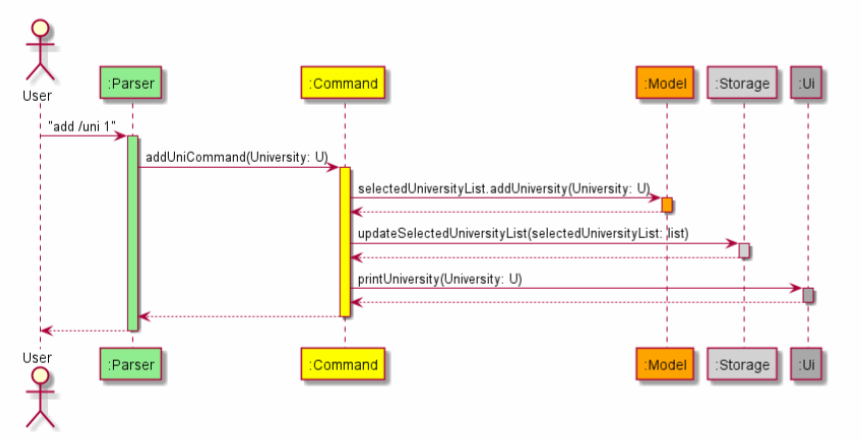 User
:Parser
:Command
:Model
:Storage
:Ui
"add /uni 1"
addUniCommand(University: U)
selectedUniversityList.addUniversity(University: U)
updateSelectedUniversityList(selectedUniversityList: list)
printUniversity(University: U)
User
:Parser
:Command
:Model
:Storage
:Ui